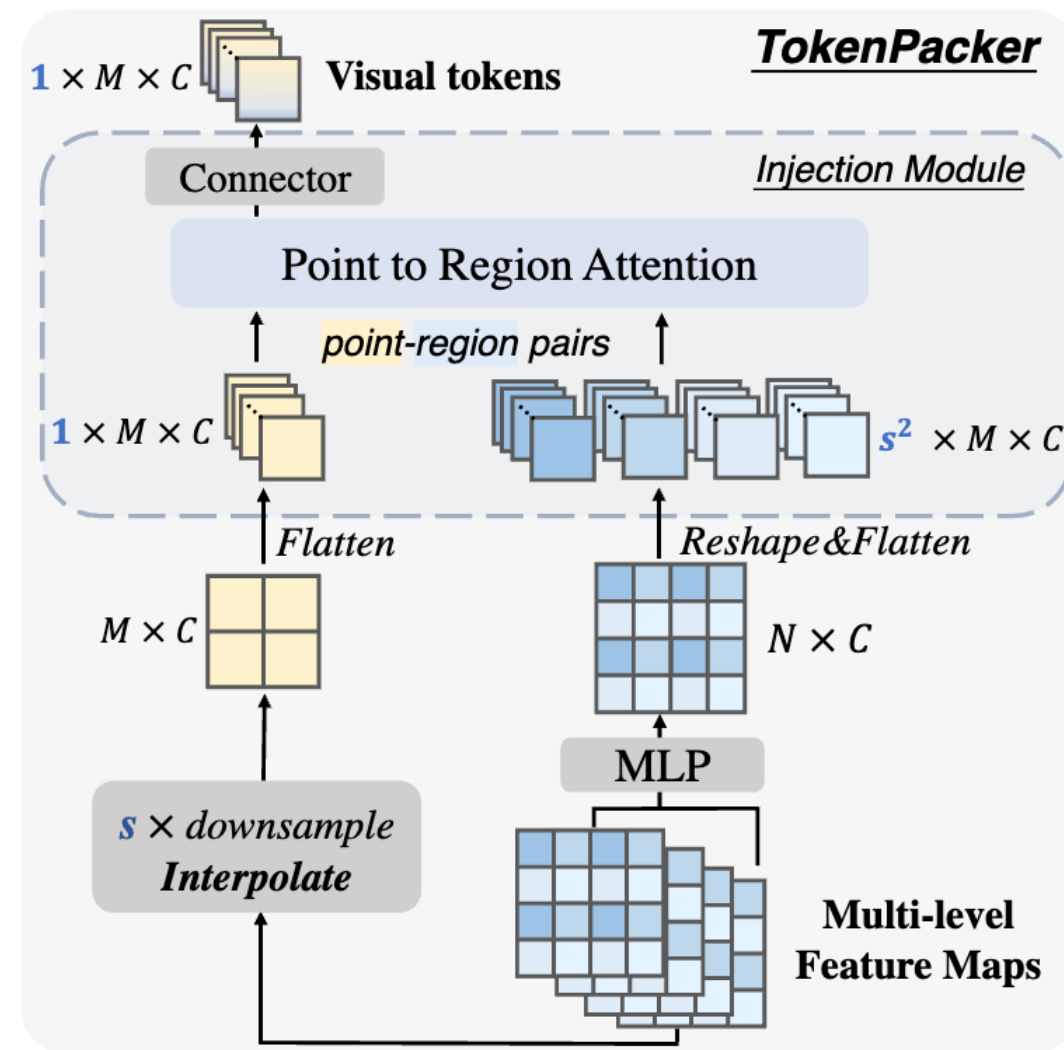 TokenPacker
1 × M × C
Visual tokens
Injection Module
Connector
Point to Region Attention
point-region pairs
1 × M × C
s² × M × C
Flatten
Reshape&Flatten
M × C
N × C
MLP
s × downsample
Interpolate
Multi-level
Feature Maps